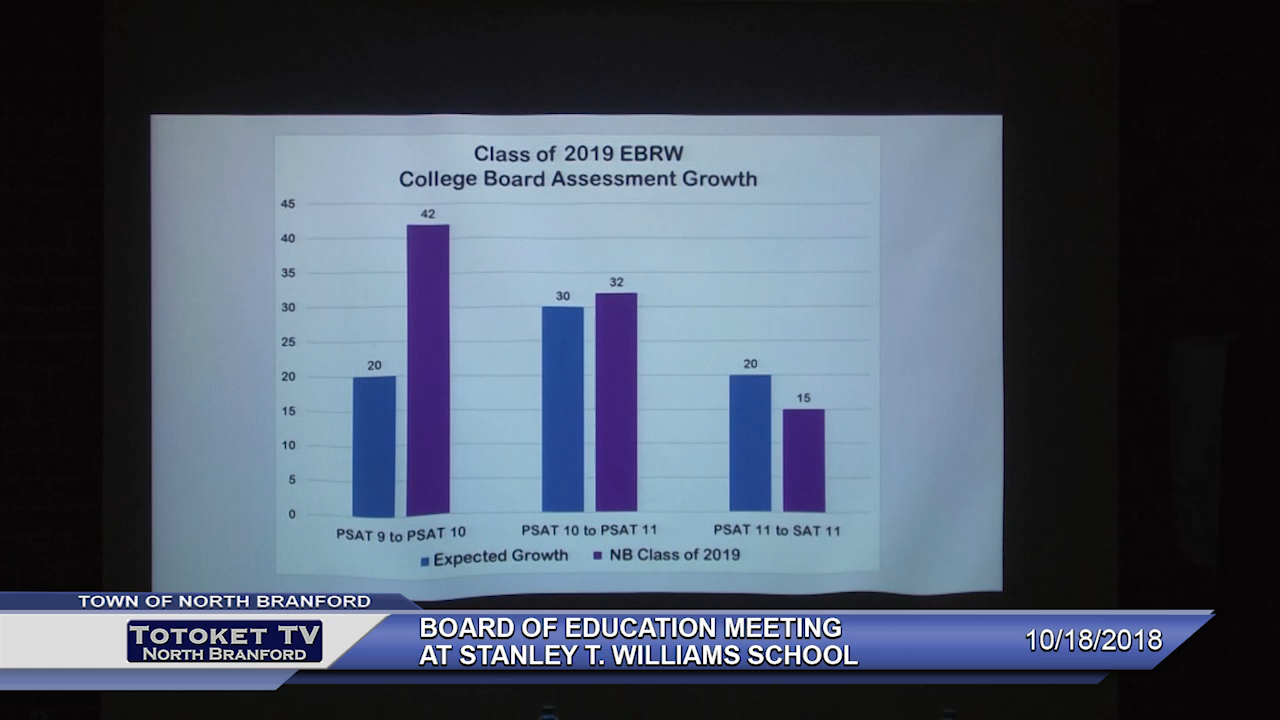 Class of 2019 EBRW
College Board Assessment Growth
45
40
35
30
25
20
15
10
5
0
20
42
30
32
20
15
PSAT 9 to PSAT 10
PSAT 10 to PSAT 11
PSAT 11 to SAT 11
Expected Growth
NB Class of 2019
TOWN OF NORTH BRANFORD
TOTOKET TV
NORTH BRANFORD
BOARD OF EDUCATION MEETING
AT STANLEY T. WILLIAMS SCHOOL
10/18/2018